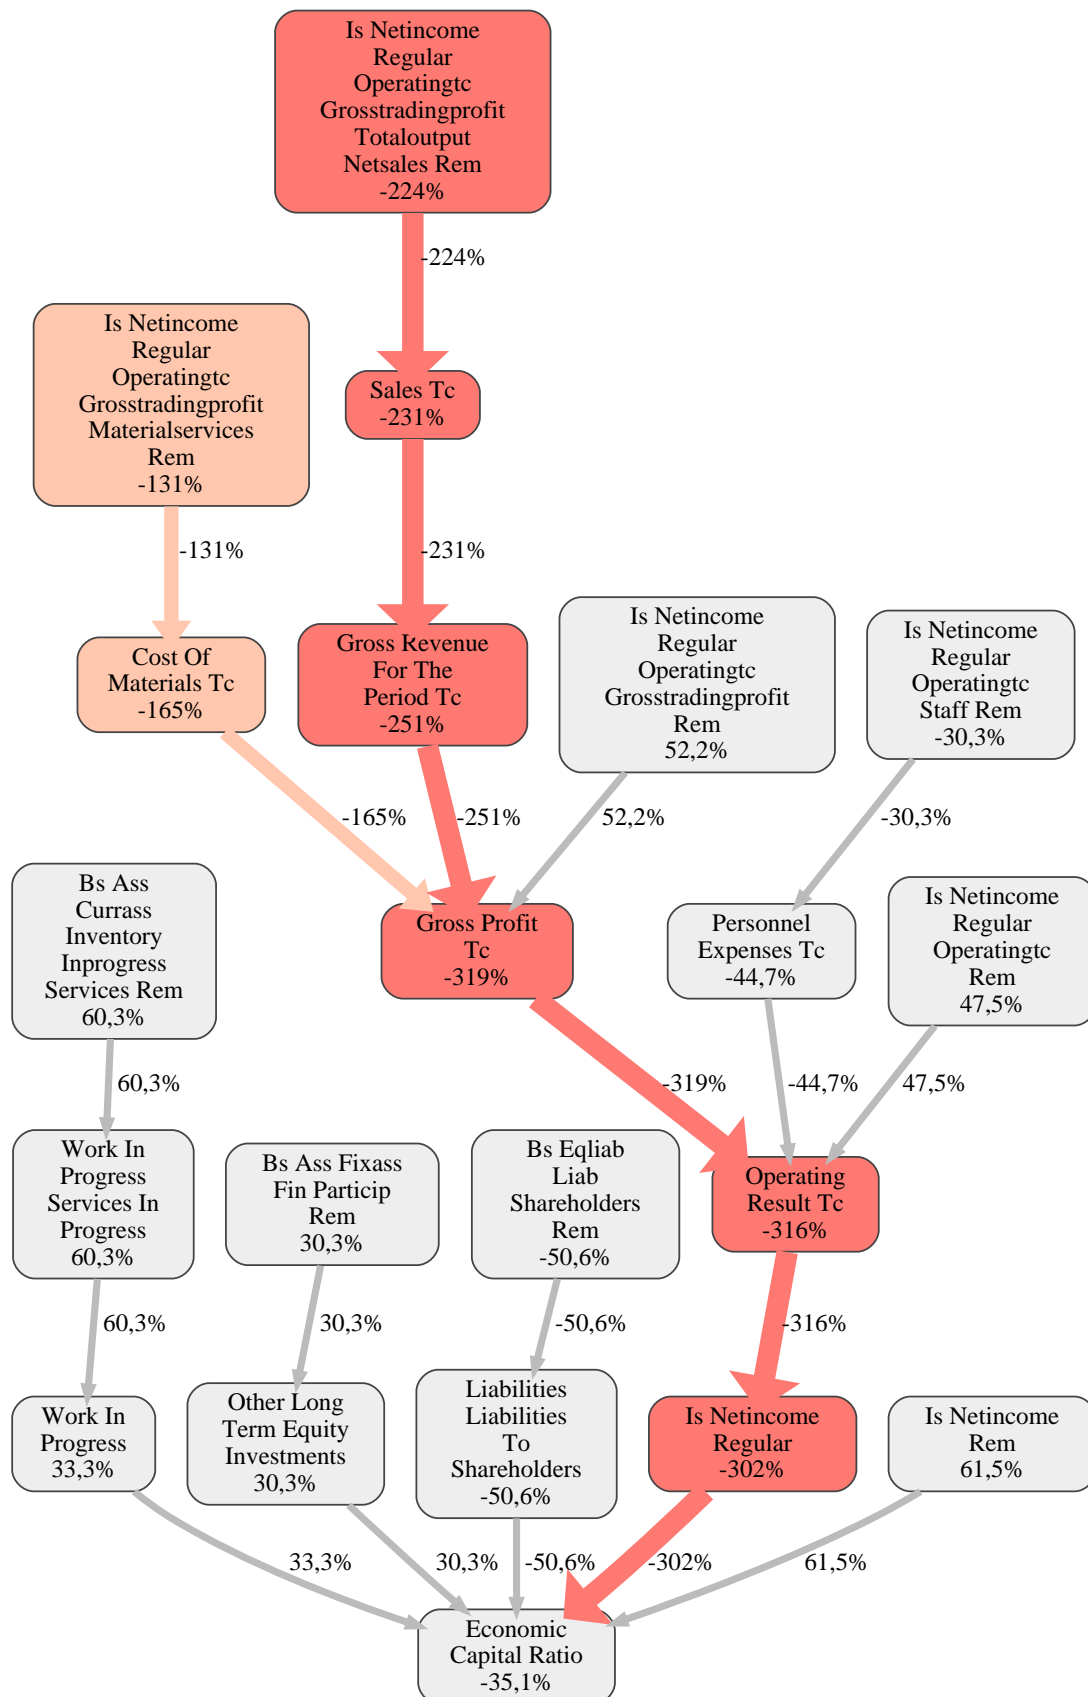 Is Netincome
Regular
Operatingtc
Grosstradingprofit
Totaloutput
Netsales Rem
-224%
-224%
Is Netincome
Regular
Operatingtc
Grosstradingprofit
Materialservices
Rem
-131%
Sales Tc
-231%
-131%
-231%
Cost Of
Materials Tc
-165%
Gross Revenue
For The
Period Tc
-251%
Is Netincome
Regular
Operatingtc
Grosstradingprofit
Rem
52,2%
Is Netincome
Regular
Operatingtc
Staff Rem
-30,3%
-165%
-251%
52,2%
-30,3%
Bs Ass
Currass
Inventory
Inprogress
Services Rem
60,3%
Gross Profit
Tc
-319%
Personnel
Expenses Tc
-44,7%
Is Netincome
Regular
Operatingtc
Rem
47,5%
60,3%
-319%
-44,7%
47,5%
Work In
Progress
Services In
Progress
60,3%
Bs Ass Fixass
Fin Particip
Rem
30,3%
Bs Eqliab
Liab
Shareholders
Rem
-50,6%
Operating
Result Tc
-316%
60,3%
30,3%
-50,6%
-316%
Work In
Progress
33,3%
Other Long
Term Equity
Investments
30,3%
Liabilities
Liabilities
To
Shareholders
-50,6%
Is Netincome
Regular
-302%
Is Netincome
Rem
61,5%
33,3%
30,3%
-50,6%
-302%
61,5%
Economic
Capital Ratio
-35,1%